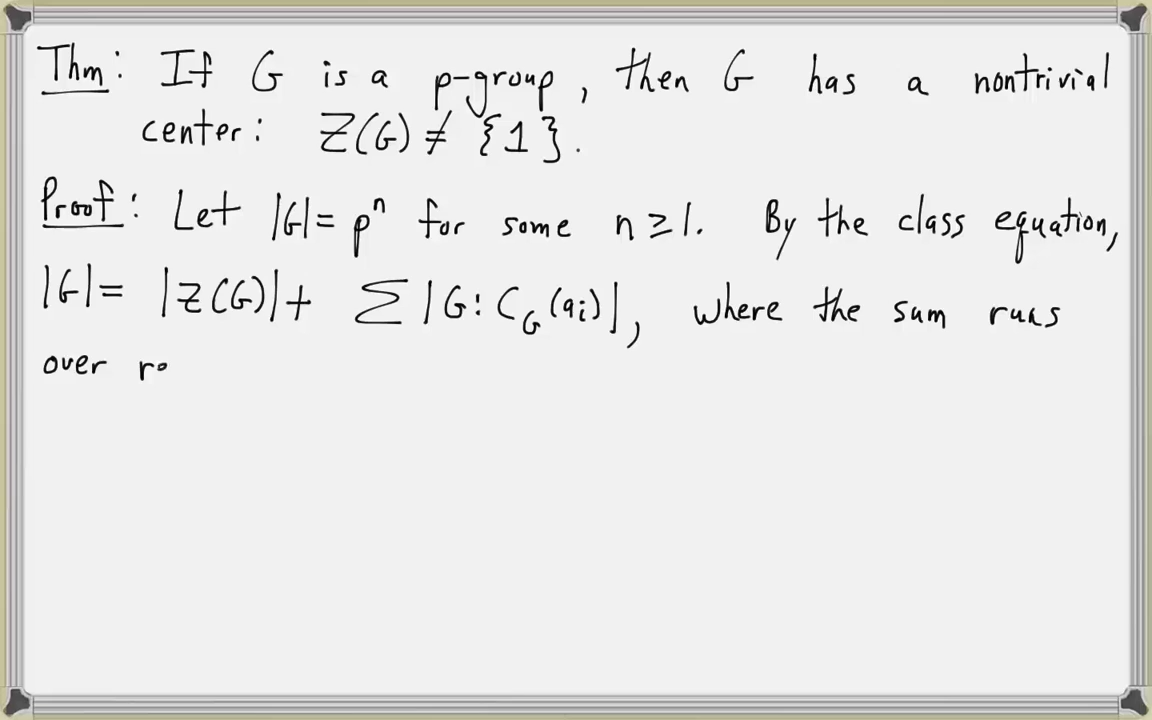 Thm: If G is a p-group, then G has a nontrivial
center: Z(G) ≠ {1}.
Proof: Let |G| = pⁿ for some n ≥ 1. By the class equation,
|G| = |Z(G)| + Σ |G : C_G(a_i)|, where the sum runs
over r